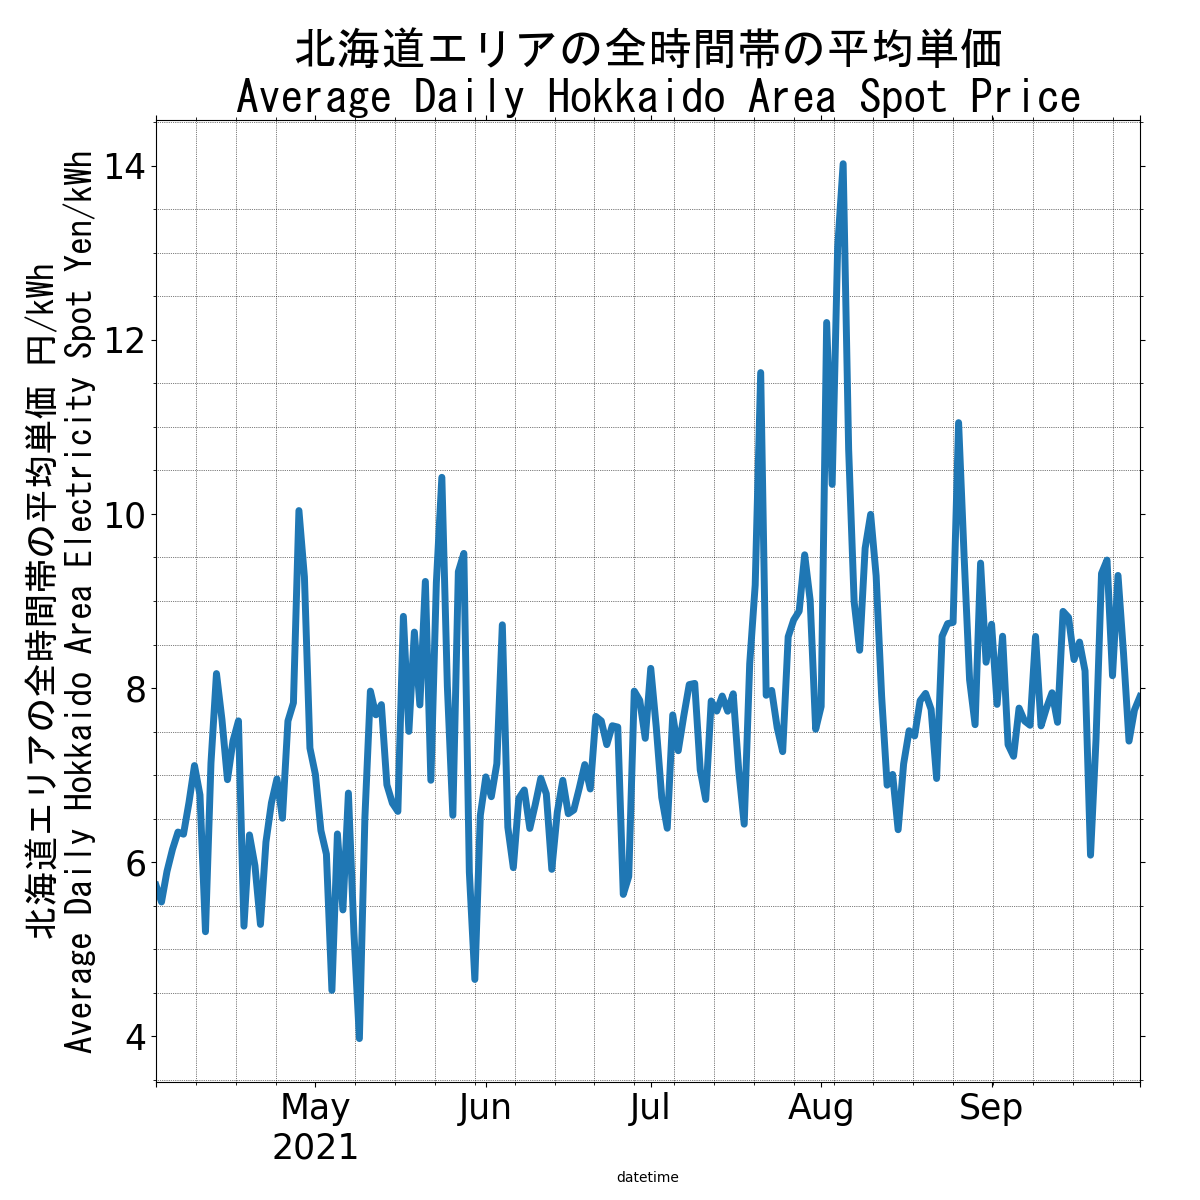 北海道エリアの全時間帯の平均単価
Average Daily Hokkaido Area Spot Price
北海道エリアの全時間帯の平均単価 円/kWh
Average Daily Hokkaido Area Electricity Spot Yen/kWh
14
12
10
8
6
4
May
2021
Jun
Jul
Aug
Sep
datetime